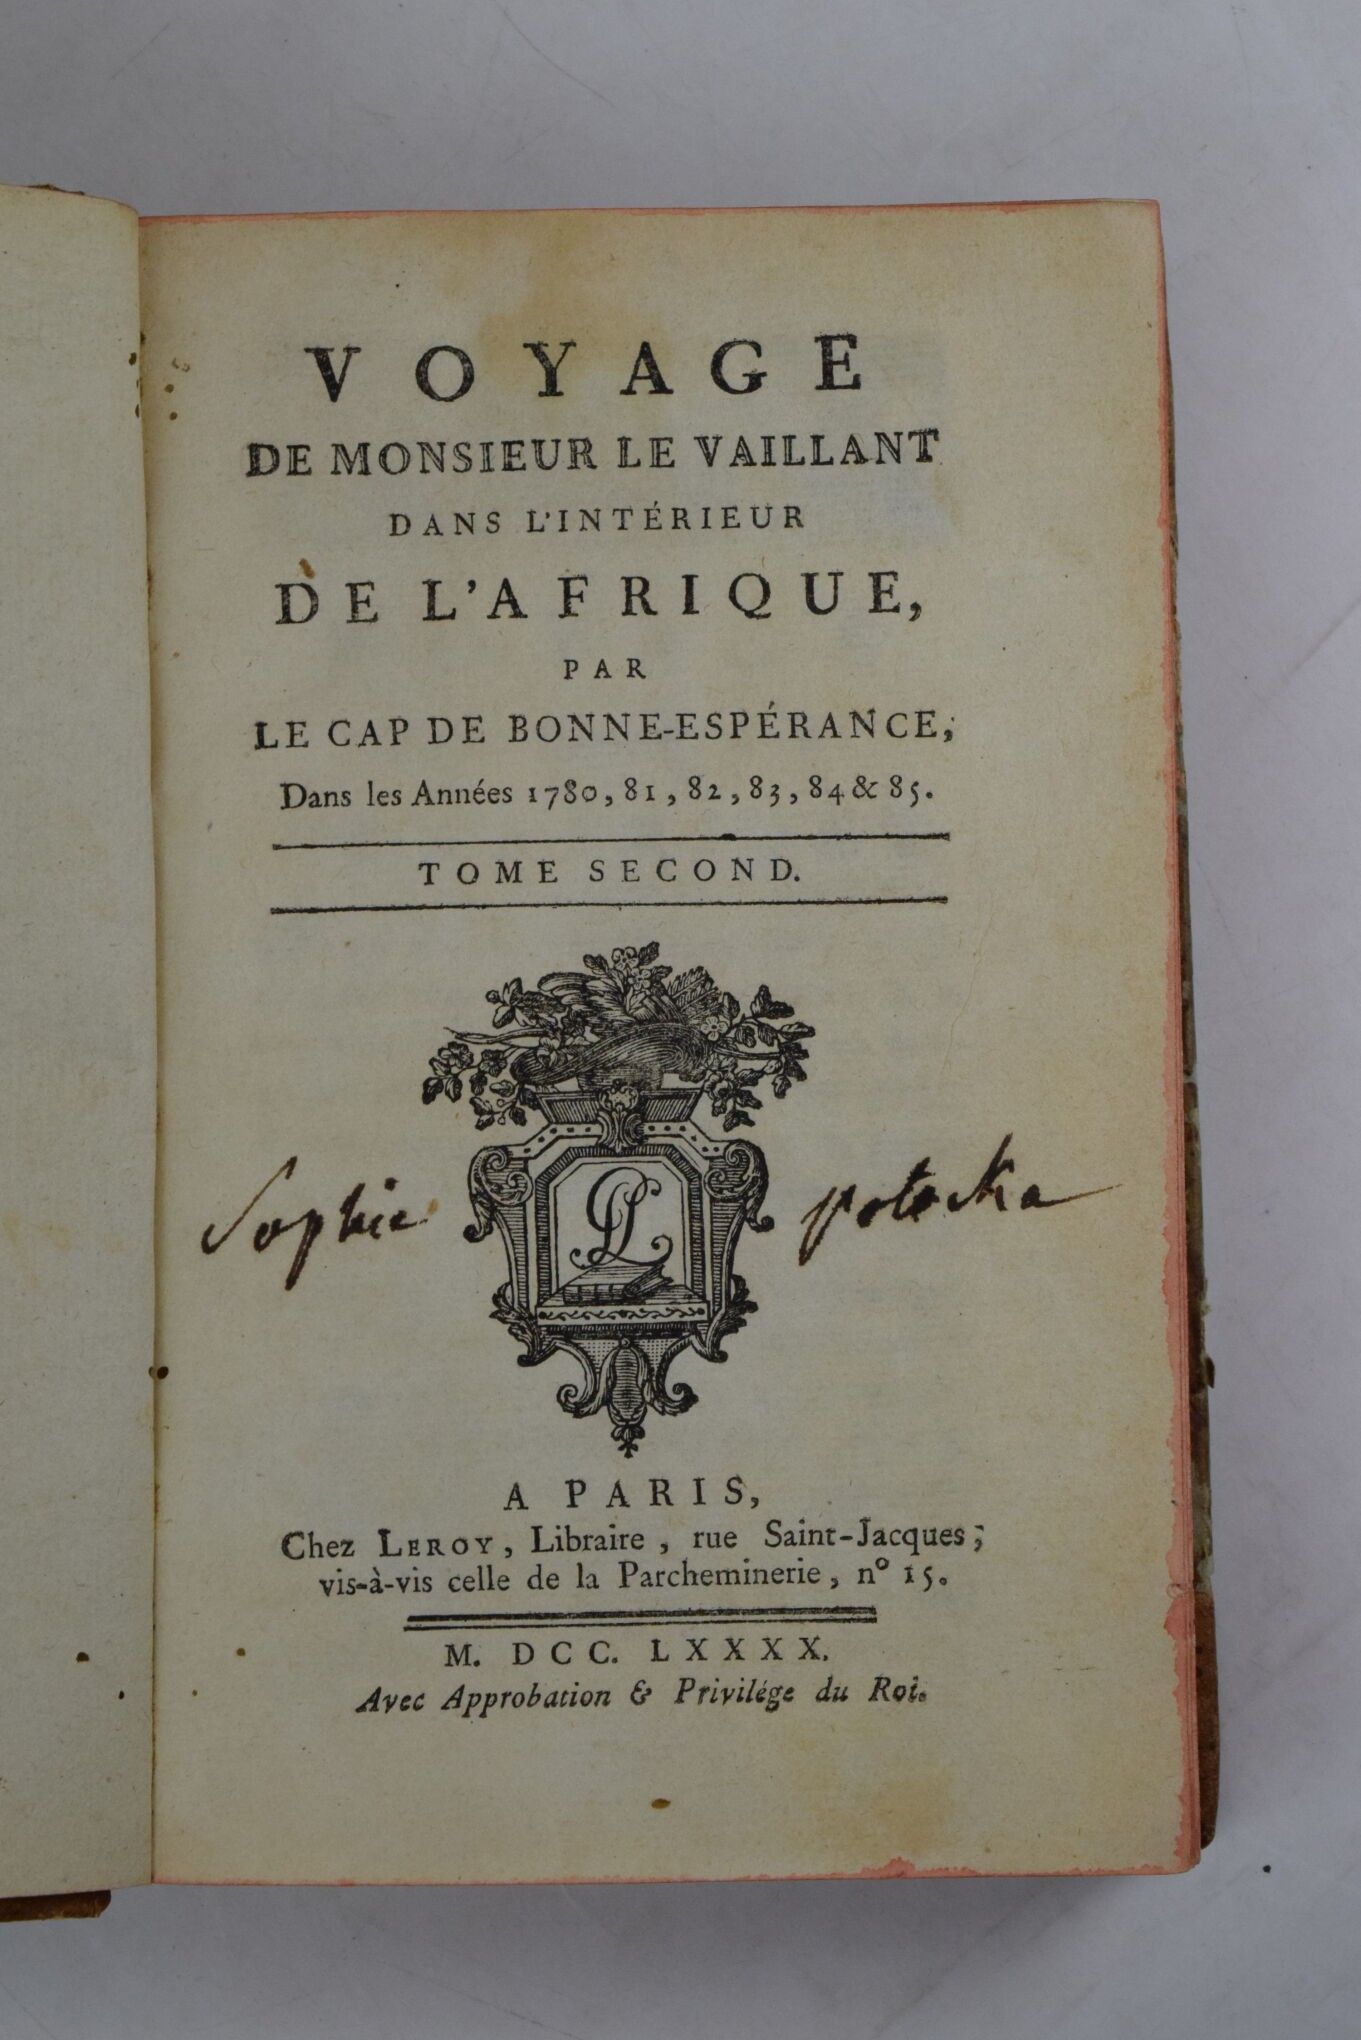 VOYAGE
DE MONSIEUR LE VAILLANT
DANS L'INTÉRIEUR
DE L'AFRIQUE,
PAR
LE CAP DE BONNE-ESPÉRANCE,
Dans les Années 1780, 81, 82, 83, 84 & 85.
TOME SECOND.
Sophie potocka
PL
A PARIS,
Chez LEROY, Libraire, rue Saint-Jacques;
vis-à-vis celle de la Parcheminerie, nº 15.
M. DCC. LXXXX.
Avec Approbation & Privilége du Roi.